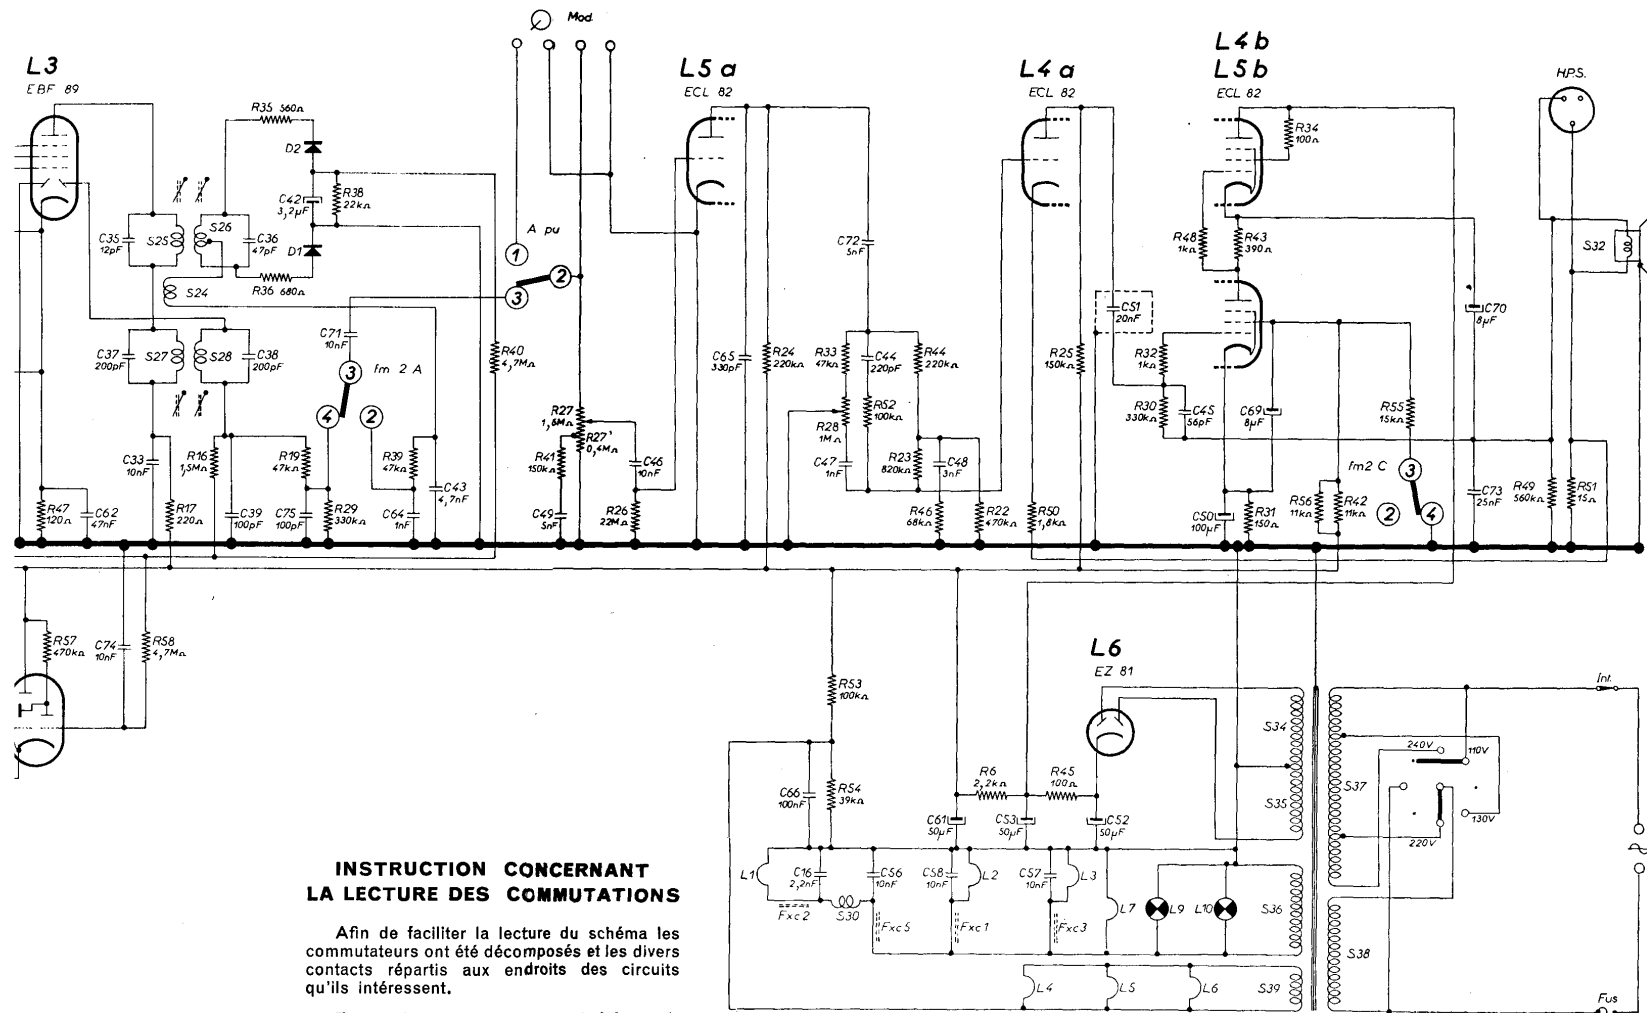 Mod
L3
EBF 89
L5 a
ECL 82
L4 a
ECL 82
L4 b
L5 b
ECL 82
H.P.S.
R35 560Ω
D2
C42
3,2µF
R38
22kΩ
D1
R36 680Ω
C35
12pF
S25
S26
C36
47pF
S24
A pu
1
2
3
C71
10nF
3
fm 2 A
4
2
C37
200pF
S27
S28
C38
200pF
R40
4,7MΩ
C72
5nF
R34
100Ω
R48
1kΩ
R43
390Ω
S32
C70
8µF
C51
20nF
C65
330pF
R24
220kΩ
R33
47kΩ
C44
220pF
R44
220kΩ
R25
150kΩ
R32
1kΩ
R30
330kΩ
C45
56pF
C69
8µF
R55
15kΩ
R27
1,6MΩ
R27'
0,4MΩ
R28
1MΩ
R52
100kΩ
C47
1nF
R23
820kΩ
C48
3nF
C33
10nF
R16
1,5MΩ
R19
47kΩ
R39
47kΩ
R41
150kΩ
C46
10nF
fm2 C
3
2
4
R47
120Ω
C62
47nF
R17
220Ω
C39
100pF
C75
100pF
R29
330kΩ
C64
1nF
C43
4,7nF
C49
5nF
R26
22MΩ
R46
68kΩ
R22
470kΩ
R50
1,8kΩ
C50
100µF
R31
150Ω
R56
11kΩ
R42
11kΩ
C73
25nF
R49
560kΩ
R51
15Ω
R57
470kΩ
C74
10nF
R58
4,7MΩ
R53
100kΩ
L6
EZ 81
Int.
S34
S35
S37
240V
110V
130V
220V
C66
100nF
R54
39kΩ
R6
2,2kΩ
R45
100Ω
C61
50µF
C53
50µF
C52
50µF
L1
C16
2,2nF
C56
10nF
C58
10nF
L2
C57
10nF
L3
Fxc2
S30
Fxc5
Fxc1
Fxc3
L7
L9
L10
S36
S38
L4
L5
L6
S39
Fus
INSTRUCTION CONCERNANT
LA LECTURE DES COMMUTATIONS
Afin de faciliter la lecture du schéma les
commutateurs ont été décomposés et les divers
contacts répartis aux endroits des circuits
qu'ils intéressent.